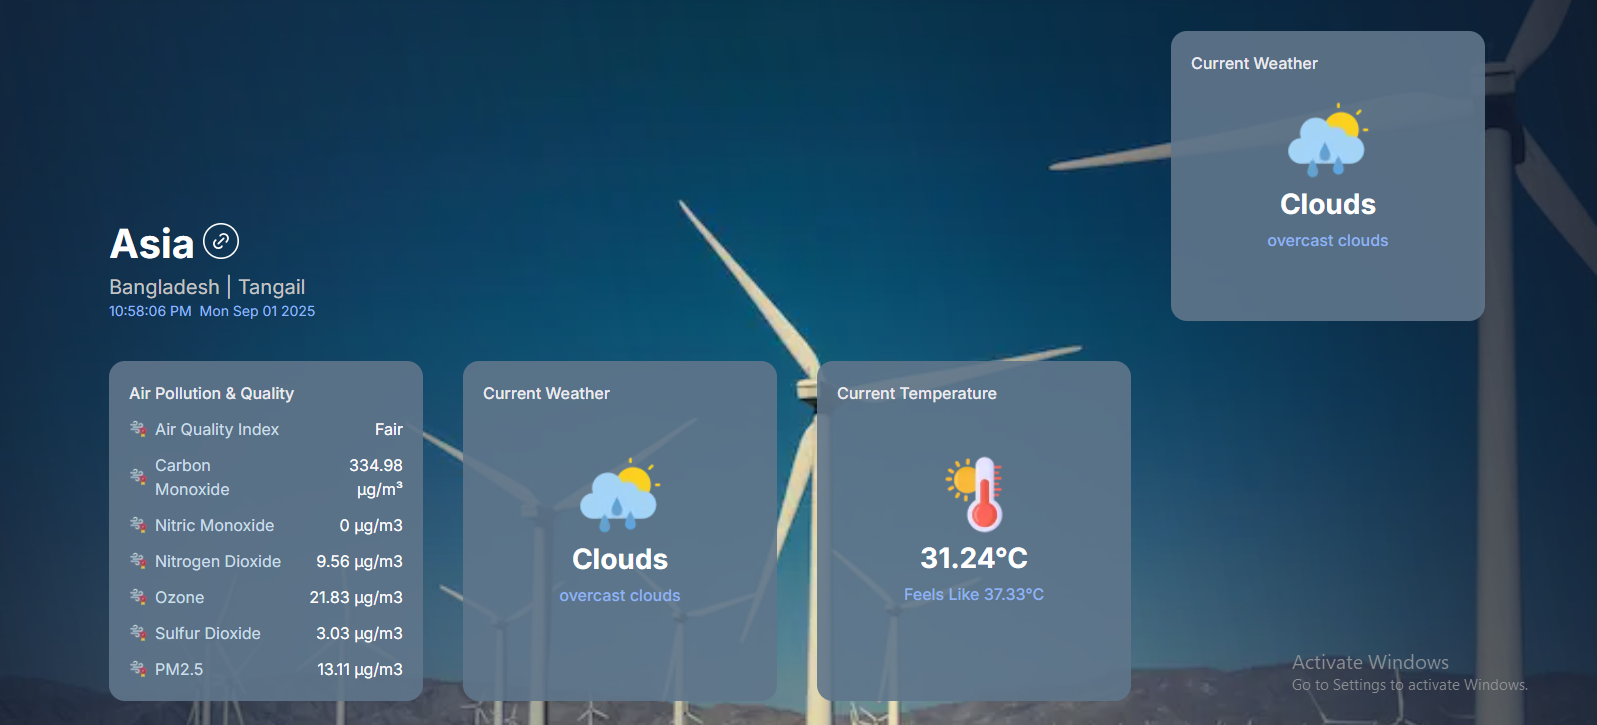 Current Weather
Clouds
overcast clouds
Asia
Bangladesh | Tangail
10:58:06 PM Mon Sep 01 2025
Air Pollution & Quality
Air Quality Index Fair
Carbon Monoxide 334.98 µg/m³
Nitric Monoxide 0 µg/m3
Nitrogen Dioxide 9.56 µg/m3
Ozone 21.83 µg/m3
Sulfur Dioxide 3.03 µg/m3
PM2.5 13.11 µg/m3
Current Weather
Clouds
overcast clouds
Current Temperature
31.24°C
Feels Like 37.33°C
Activate Windows
Go to Settings to activate Windows.